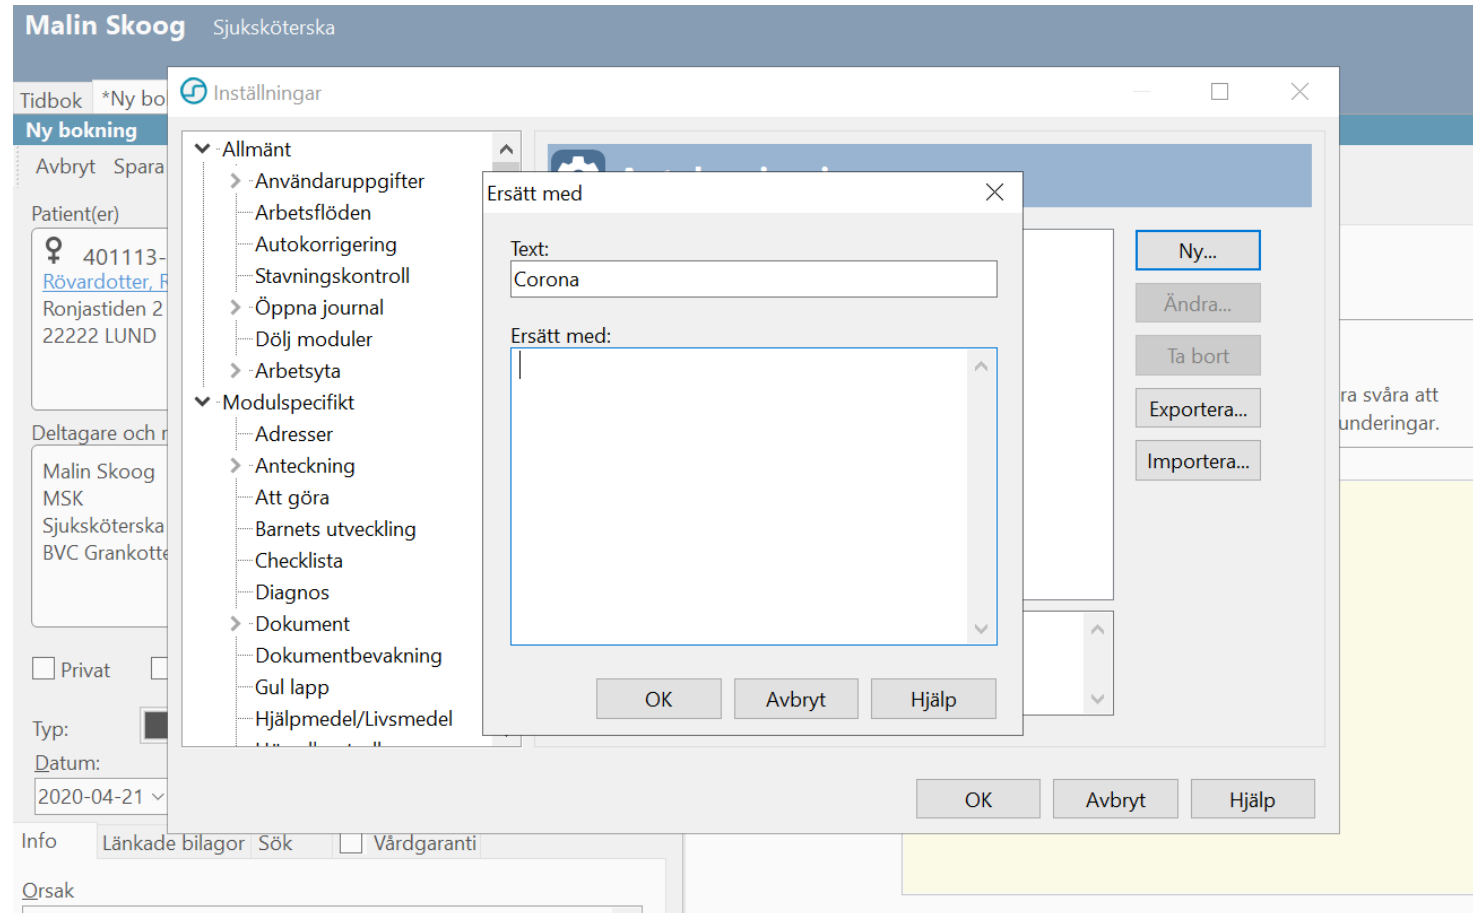 Malin Skoog Sjuksköterska
Tidbok *Ny bo
Ny bokning
Avbryt Spara
Patient(er)
401113-
Rövardotter, R
Ronjastiden 2
22222 LUND
Deltagare och r
Malin Skoog
MSK
Sjuksköterska
BVC Grankotte
Privat
Typ:
Datum:
2020-04-21
Info Länkade bilagor Sök Vårdgaranti
Orsak
Inställningar
Allmänt
Användaruppgifter
Arbetsflöden
Autokorrigering
Stavningskontroll
Öppna journal
Dölj moduler
Arbetsyta
Modulspecifikt
Adresser
Anteckning
Att göra
Barnets utveckling
Checklista
Diagnos
Dokument
Dokumentbevakning
Gul lapp
Hjälpmedel/Livsmedel
Ersätt med
Text:
Corona
Ersätt med:
OK Avbryt Hjälp
Ny...
Ändra...
Ta bort
Exportera...
Importera...
OK Avbryt Hjälp
ra svåra att
underingar.